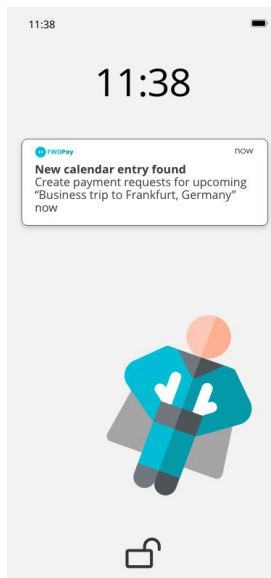 11:38
11:38
FWDPay
now
New calendar entry found
Create payment requests for upcoming
“Business trip to Frankfurt, Germany”
now